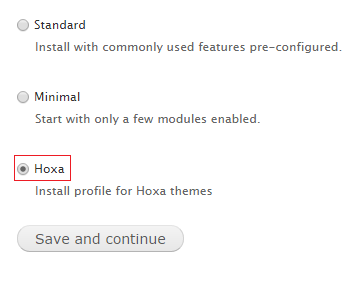 Standard
Install with commonly used features pre-configured.
Minimal
Start with only a few modules enabled.
Hoxa
Install profile for Hoxa themes
Save and continue